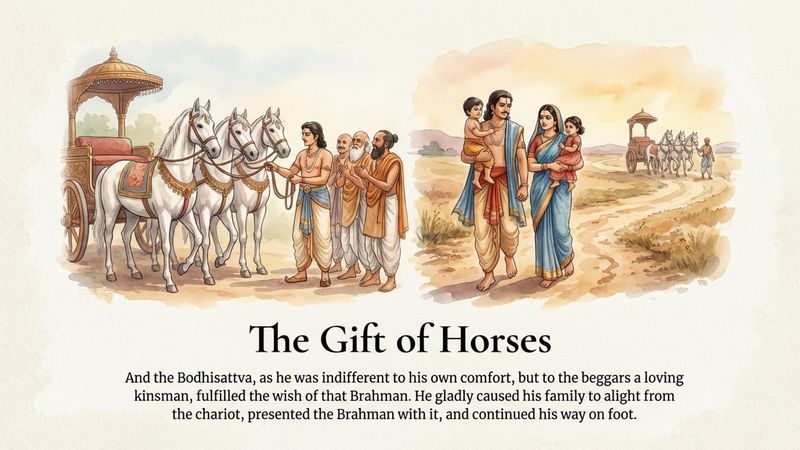 The Gift of Horses
And the Bodhisattva, as he was indifferent to his own comfort, but to the beggars a loving
kinsman, fulfilled the wish of that Brahman. He gladly caused his family to alight from
the chariot, presented the Brahman with it, and continued his way on foot.